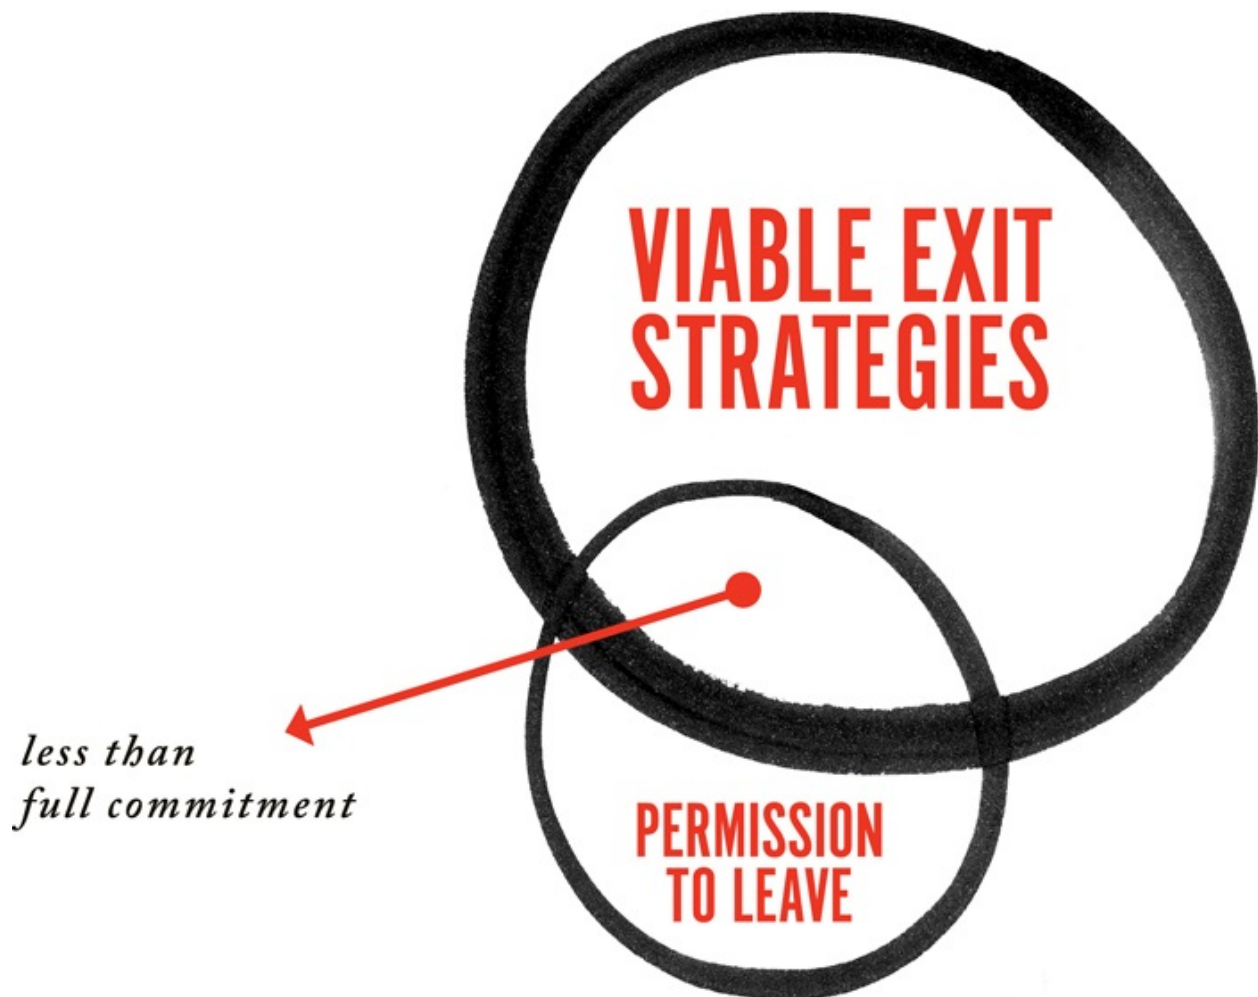 VIABLE EXIT
STRATEGIES
less than
full commitment
PERMISSION
TO LEAVE